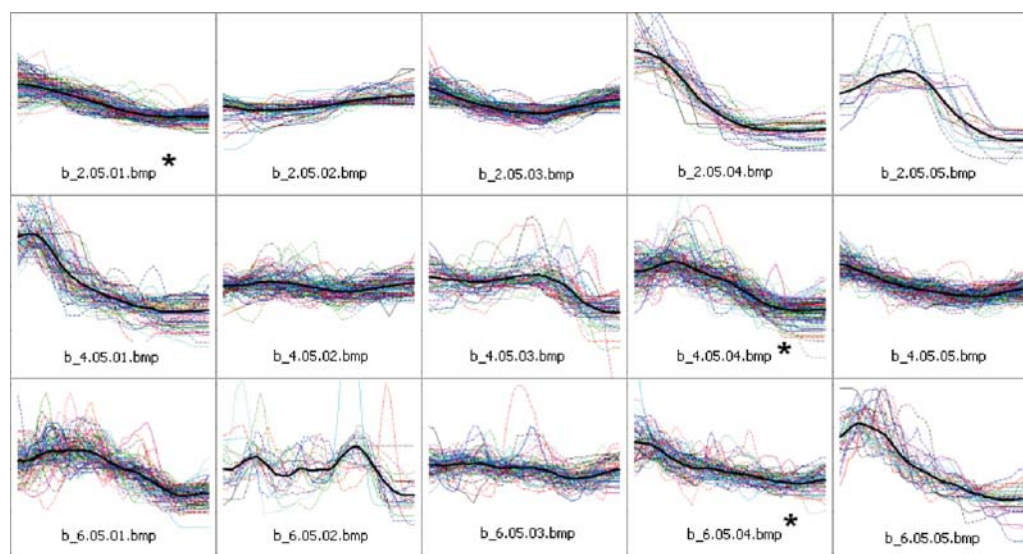 b_2.05.01.bmp *
b_2.05.02.bmp
b_2.05.03.bmp
b_2.05.04.bmp
b_2.05.05.bmp
b_4.05.01.bmp
b_4.05.02.bmp
b_4.05.03.bmp
b_4.05.04.bmp *
b_4.05.05.bmp
b_6.05.01.bmp
b_6.05.02.bmp
b_6.05.03.bmp
b_6.05.04.bmp *
b_6.05.05.bmp